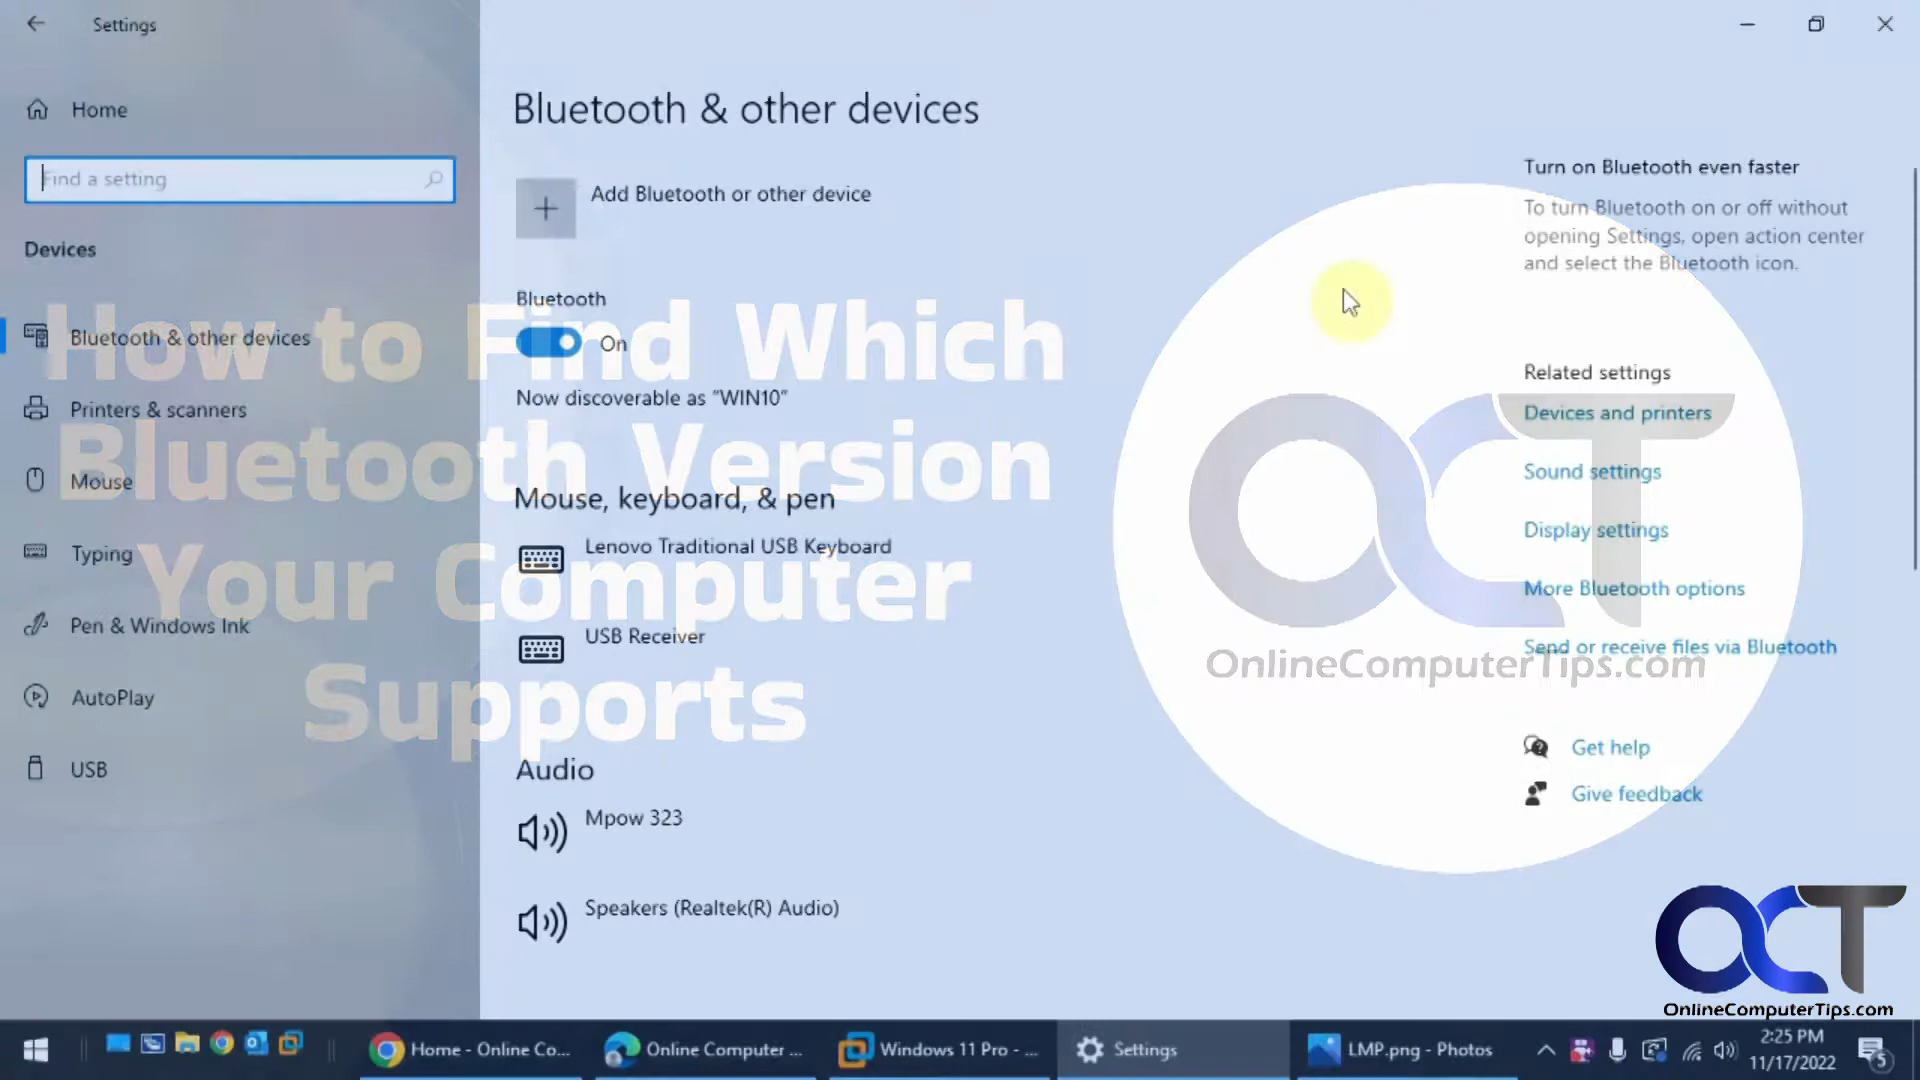 Settings
Home
Find a setting
Devices
Bluetooth & other devices
Printers & scanners
Mouse
Typing
Pen & Windows Ink
AutoPlay
USB
How to Find Which
Bluetooth Version
Your Computer
Supports
Bluetooth & other devices
Add Bluetooth or other device
Bluetooth
On
Now discoverable as "WIN10"
Mouse, keyboard, & pen
Lenovo Traditional USB Keyboard
USB Receiver
Audio
Mpow 323
Speakers (Realtek(R) Audio)
Turn on Bluetooth even faster
To turn Bluetooth on or off without
opening Settings, open action center
and select the Bluetooth icon.
Related settings
Devices and printers
Sound settings
Display settings
More Bluetooth options
Send or receive files via Bluetooth
Get help
Give feedback
OCT
OnlineComputerTips.com
OCT
OnlineComputerTips.com
Home - Online Co...
Online Computer ...
Windows 11 Pro - ...
Settings
LMP.png - Photos
2:25 PM
11/17/2022
5